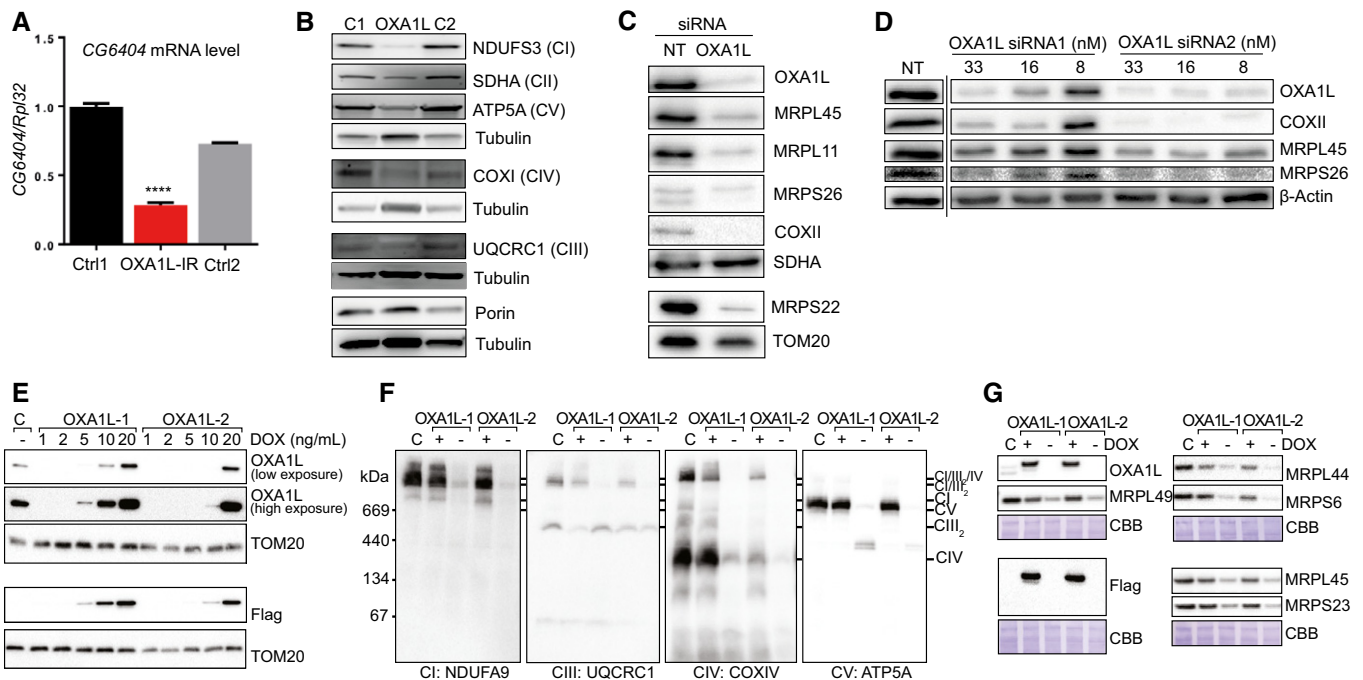 A
CG6404 mRNA level
CG6404/Rpl32
1.5
1.0
0.5
0.0
****
Ctrl1 OXA1L-IR Ctrl2
B
C1 OXA1L C2
NDUFS3 (CI)
SDHA (CII)
ATP5A (CV)
Tubulin
COXI (CIV)
Tubulin
UQCRC1 (CIII)
Tubulin
Porin
Tubulin
C
siRNA
NT OXA1L
OXA1L
MRPL45
MRPL11
MRPS26
COXII
SDHA
MRPS22
TOM20
D
OXA1L siRNA1 (nM) OXA1L siRNA2 (nM)
NT 33 16 8 33 16 8
OXA1L
COXII
MRPL45
MRPS26
β-Actin
E
C OXA1L-1 OXA1L-2
- 1 2 5 10 20 1 2 5 10 20 DOX (ng/mL)
OXA1L
(low exposure)
OXA1L
(high exposure)
TOM20
Flag
TOM20
F
OXA1L-1 OXA1L-2 OXA1L-1 OXA1L-2 OXA1L-1 OXA1L-2 OXA1L-1 OXA1L-2
C + - + - C + - + - C + - + - C + - + -
kDa
669
440
134
67
CI/III2/IV
CI/III2
CI
CV
CIII2
CIV
CI: NDUFA9 CIII: UQCRC1 CIV: COXIV CV: ATP5A
G
OXA1L-1 OXA1L-2
C + - + - DOX
OXA1L
MRPL49
CBB
Flag
CBB
OXA1L-1 OXA1L-2
C + - + - DOX
MRPL44
MRPS6
CBB
MRPL45
MRPS23
CBB